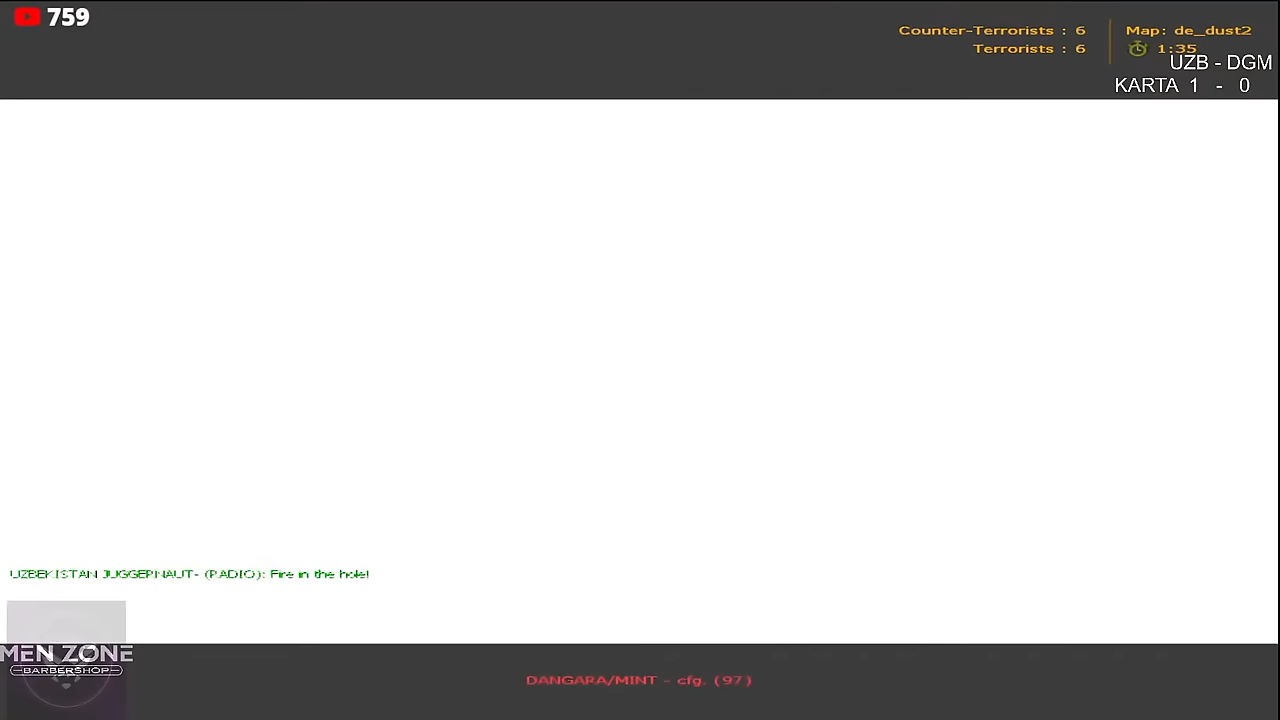 759
Counter-Terrorists : 6
Terrorists : 6
Map: de_dust2
1:35
UZB - DGM
KARTA 1 - 0
UZBEKISTAN JUGGERNAUT- (RADIO): Fire in the hole!
MEN ZONE
BARBERSHOP
DANGARA/MINT - cfg. (97)